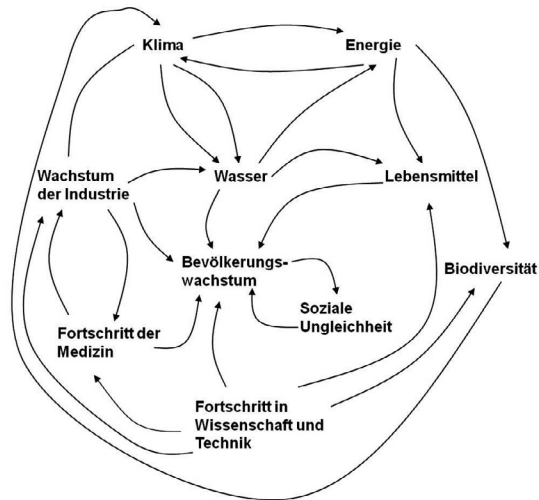 Klima
Energie
Wachstum
der Industrie
Wasser
Lebensmittel
Bevölkerungs-
wachstum
Biodiversität
Soziale
Ungleichheit
Fortschritt der
Medizin
Fortschritt in
Wissenschaft und
Technik